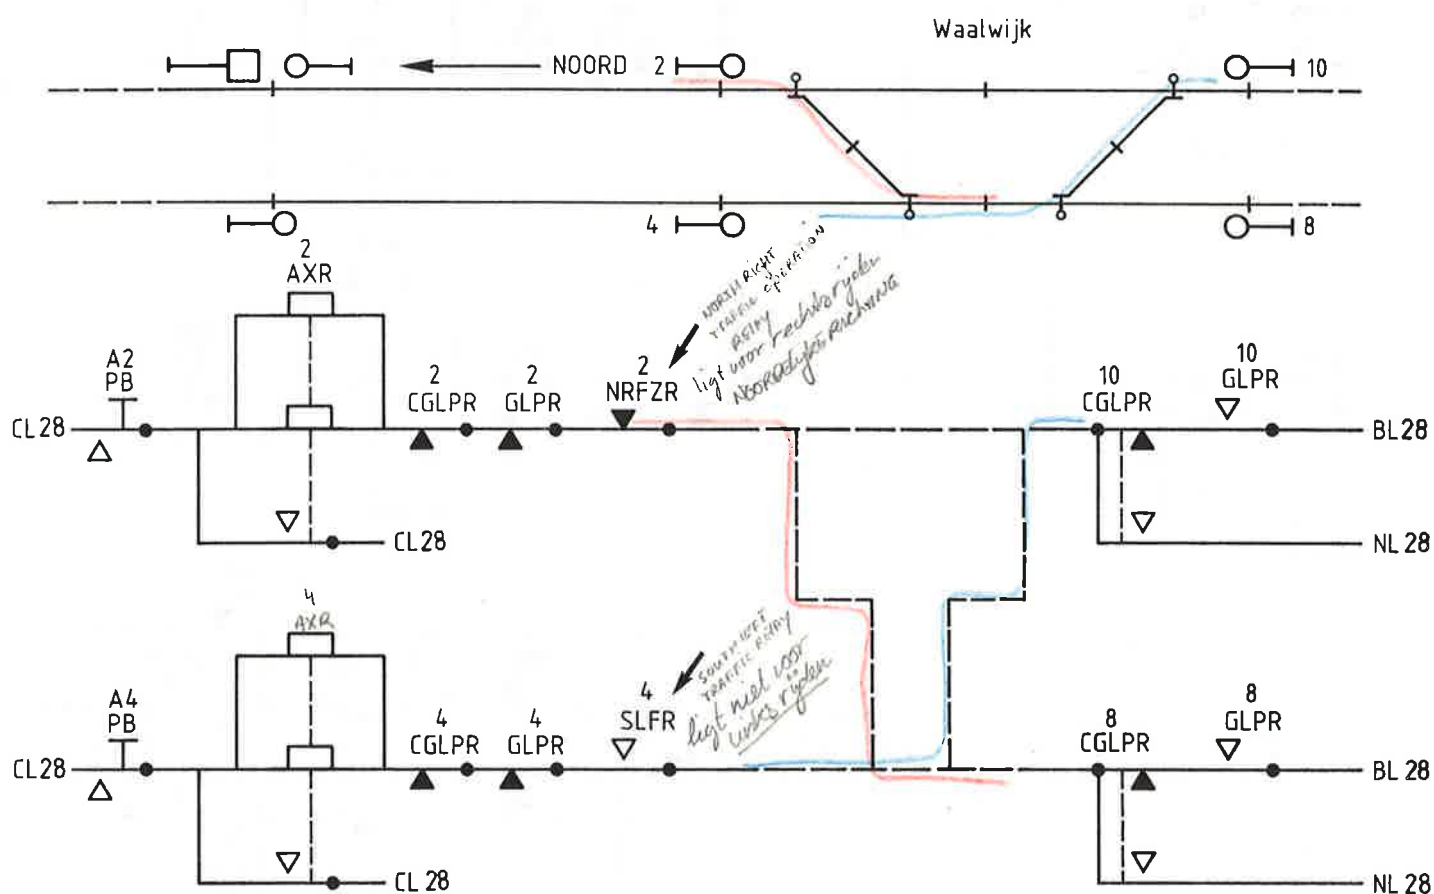 Waalwijk
NOORD 2 10
4 8
2
AXR
NORTH RIGHT
TRAFFIC OPERATION
RELAY
ligt voor rechtsrijden
NOORDelijke Richting
A2
PB
2
CGLPR
2
GLPR
2
NRFZR
10
CGLPR
10
GLPR
CL28
BL28
CL28
NL28
4
AXR
SOUTH LEFT
TRAFFIC RELAY
ligt niet voor
links rijden
A4
PB
4
CGLPR
4
GLPR
4
SLFR
8
CGLPR
8
GLPR
CL28
BL28
CL28
NL28